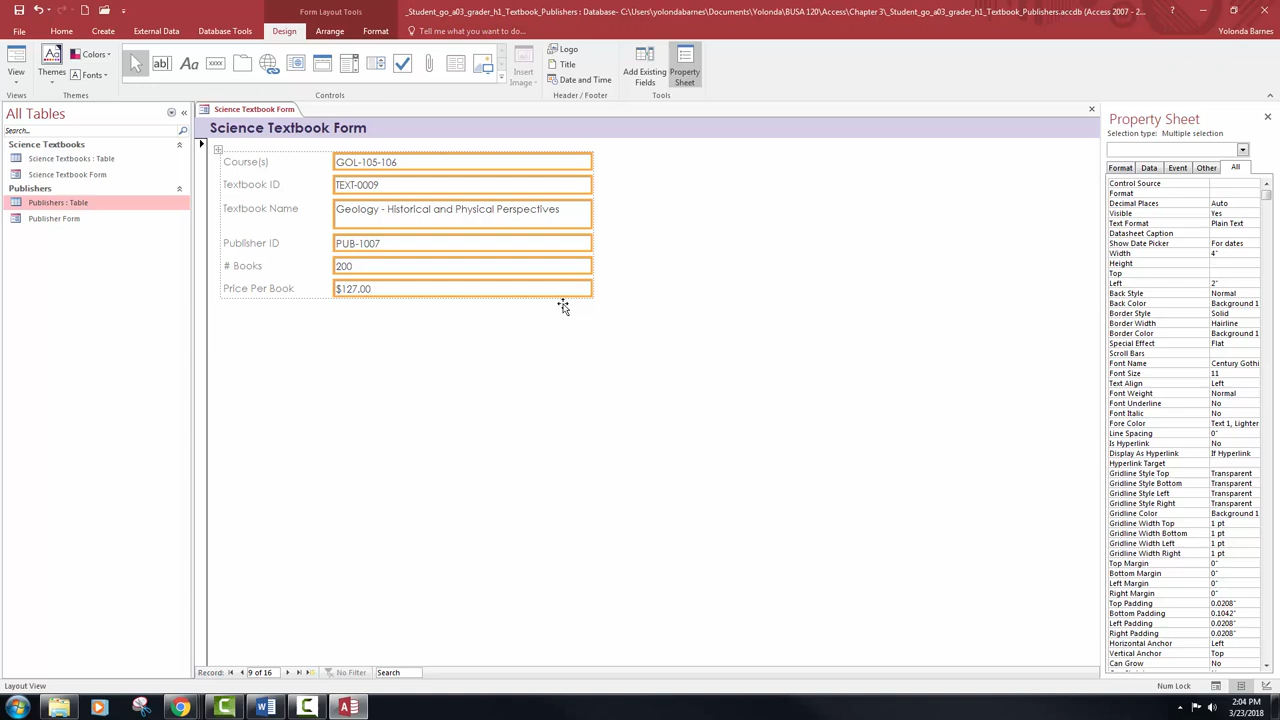 Form Layout Tools
_Student_go_a03_grader_h1_Textbook_Publishers : Database- C:\Users\yolondabarnes\Documents\Yolonda\BUSA 120\Access\Chapter 3\_Student_go_a03_grader_h1_Textbook_Publishers.accdb (Access 2007 - 2...
File Home Create External Data Database Tools Design Arrange Format Tell me what you want to do... Yolonda Barnes
View
Themes
Colors
Fonts
ab|
Aa
xxxx
Insert
Image
Logo
Title
Date and Time
Add Existing
Fields
Property
Sheet
Views Themes Controls Header / Footer Tools
All Tables
Search...
Science Textbooks
Science Textbooks : Table
Science Textbook Form
Publishers
Publishers : Table
Publisher Form
Science Textbook Form
Science Textbook Form
Course(s) GOL-105-106
Textbook ID TEXT-0009
Textbook Name Geology - Historical and Physical Perspectives
Publisher ID PUB-1007
# Books 200
Price Per Book $127.00
Record: 9 of 16 No Filter Search
Property Sheet
Selection type: Multiple selection
Format Data Event Other All
Control Source
Format
Decimal Places Auto
Visible Yes
Text Format Plain Text
Datasheet Caption
Show Date Picker For dates
Width 4"
Height
Top
Left 2"
Back Style Normal
Back Color Background 1
Border Style Solid
Border Width Hairline
Border Color Background 1
Special Effect Flat
Scroll Bars
Font Name Century Gothi
Font Size 11
Text Align Left
Font Weight Normal
Font Underline No
Font Italic No
Fore Color Text 1, Lighter
Line Spacing 0"
Is Hyperlink No
Display As Hyperlink If Hyperlink
Hyperlink Target
Gridline Style Top Transparent
Gridline Style Bottom Transparent
Gridline Style Left Transparent
Gridline Style Right Transparent
Gridline Color Background 1
Gridline Width Top 1 pt
Gridline Width Bottom 1 pt
Gridline Width Left 1 pt
Gridline Width Right 1 pt
Top Margin 0"
Bottom Margin 0"
Left Margin 0"
Right Margin 0"
Top Padding 0.0208"
Bottom Padding 0.1042"
Left Padding 0.0208"
Right Padding 0.0208"
Horizontal Anchor Left
Vertical Anchor Top
Can Grow No
Layout View
Num Lock
2:04 PM
3/23/2018